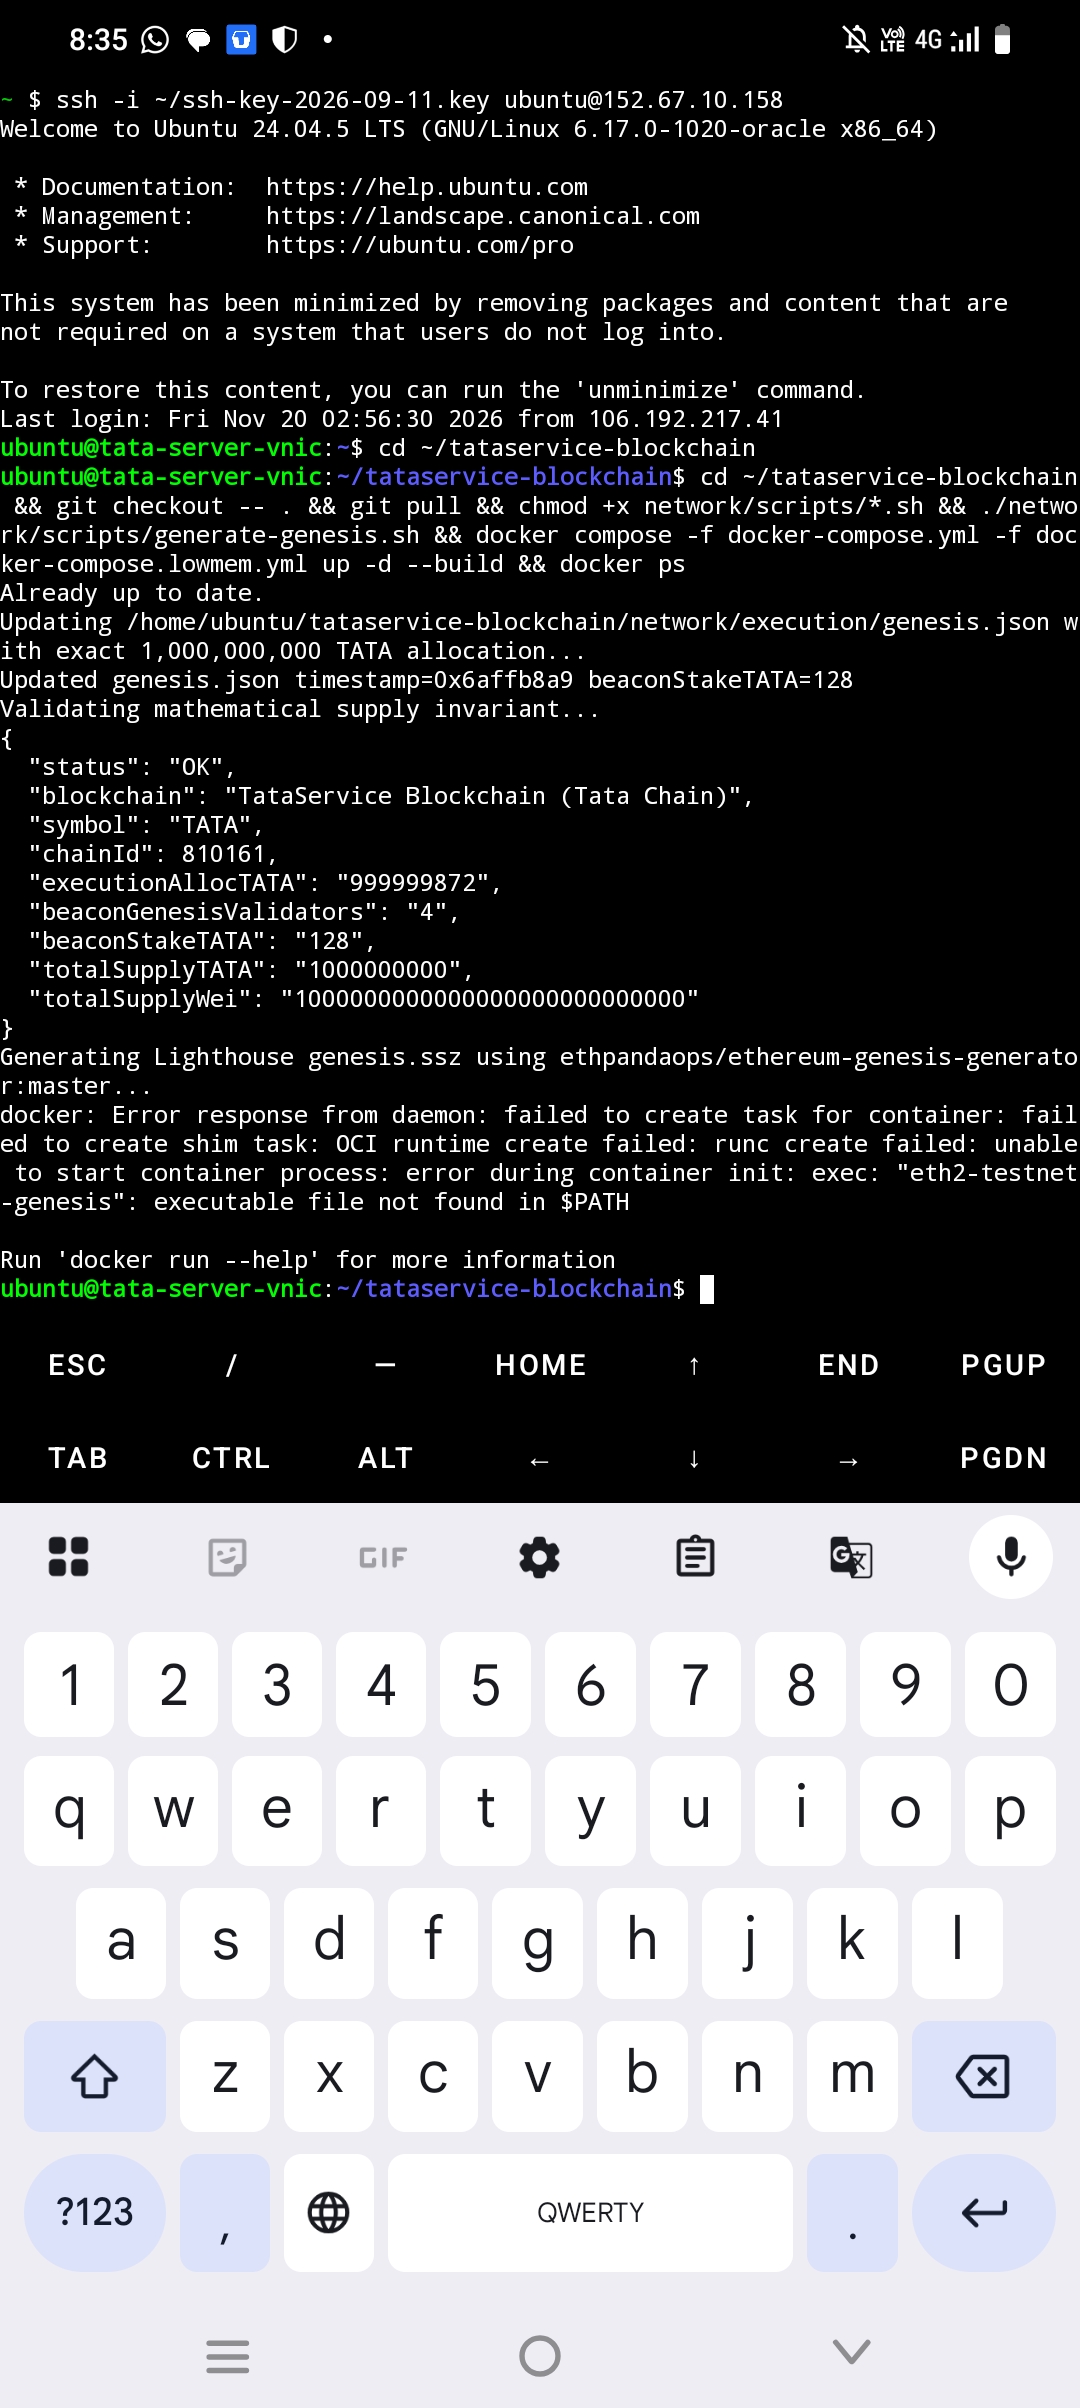 8:35
Vo)) LTE 4G
~ $ ssh -i ~/ssh-key-2026-09-11.key ubuntu@152.67.10.158
Welcome to Ubuntu 24.04.5 LTS (GNU/Linux 6.17.0-1020-oracle x86_64)
* Documentation:  https://help.ubuntu.com
* Management:     https://landscape.canonical.com
* Support:        https://ubuntu.com/pro
This system has been minimized by removing packages and content that are
not required on a system that users do not log into.
To restore this content, you can run the 'unminimize' command.
Last login: Fri Nov 20 02:56:30 2026 from 106.192.217.41
ubuntu@tata-server-vnic:~$ cd ~/tataservice-blockchain
ubuntu@tata-server-vnic:~/tataservice-blockchain$ cd ~/tataservice-blockchain
&& git checkout -- . && git pull && chmod +x network/scripts/*.sh && ./netwo
rk/scripts/generate-genesis.sh && docker compose -f docker-compose.yml -f doc
ker-compose.lowmem.yml up -d --build && docker ps
Already up to date.
Updating /home/ubuntu/tataservice-blockchain/network/execution/genesis.json w
ith exact 1,000,000,000 TATA allocation...
Updated genesis.json timestamp=0x6affb8a9 beaconStakeTATA=128
Validating mathematical supply invariant...
{
"status": "OK",
"blockchain": "TataService Blockchain (Tata Chain)",
"symbol": "TATA",
"chainId": 810161,
"executionAllocTATA": "999999872",
"beaconGenesisValidators": "4",
"beaconStakeTATA": "128",
"totalSupplyTATA": "1000000000",
"totalSupplyWei": "1000000000000000000000000000"
}
Generating Lighthouse genesis.ssz using ethpandaops/ethereum-genesis-generato
r:master...
docker: Error response from daemon: failed to create task for container: fail
ed to create shim task: OCI runtime create failed: runc create failed: unable
to start container process: error during container init: exec: "eth2-testnet
-genesis": executable file not found in $PATH
Run 'docker run --help' for more information
ubuntu@tata-server-vnic:~/tataservice-blockchain$
ESC / — HOME ↑ END PGUP
TAB CTRL ALT ← ↓ → PGDN
GIF G
1 2 3 4 5 6 7 8 9 0
q w e r t y u i o p
a s d f g h j k l
z x c v b n m
?123 , QWERTY .